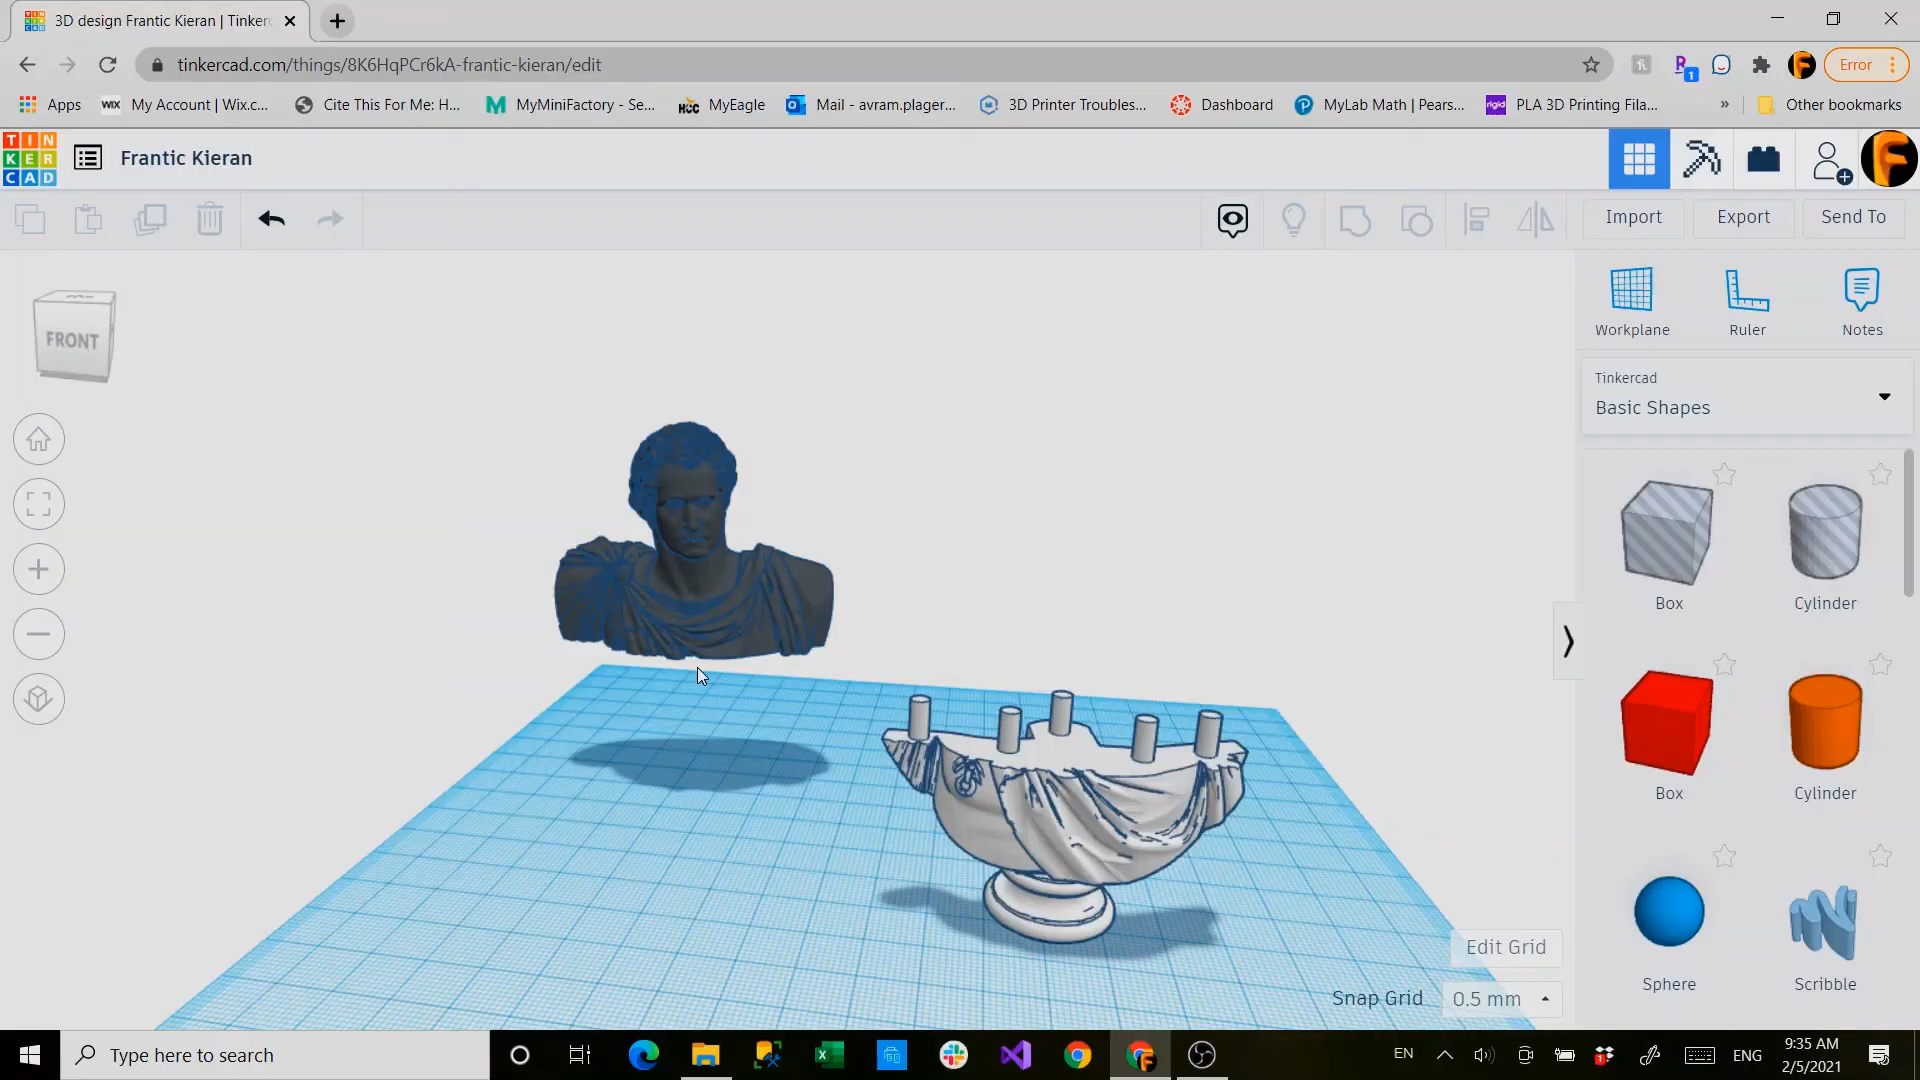 3D design Frantic Kieran | Tinker
tinkercad.com/things/8K6HqPCr6kA-frantic-kieran/edit
Error
Apps
WiX My Account | Wix.c...
Cite This For Me: H...
MyMiniFactory - Se...
HCC MyEagle
Mail - avram.plager...
3D Printer Troubles...
Dashboard
MyLab Math | Pears...
rigid PLA 3D Printing Fila...
Other bookmarks
TIN
KER
CAD
Frantic Kieran
Import
Export
Send To
FRONT
Workplane
Ruler
Notes
Tinkercad
Basic Shapes
Box
Cylinder
Box
Cylinder
Sphere
Scribble
Edit Grid
Snap Grid
0.5 mm
Type here to search
EN
ENG
9:35 AM
2/5/2021